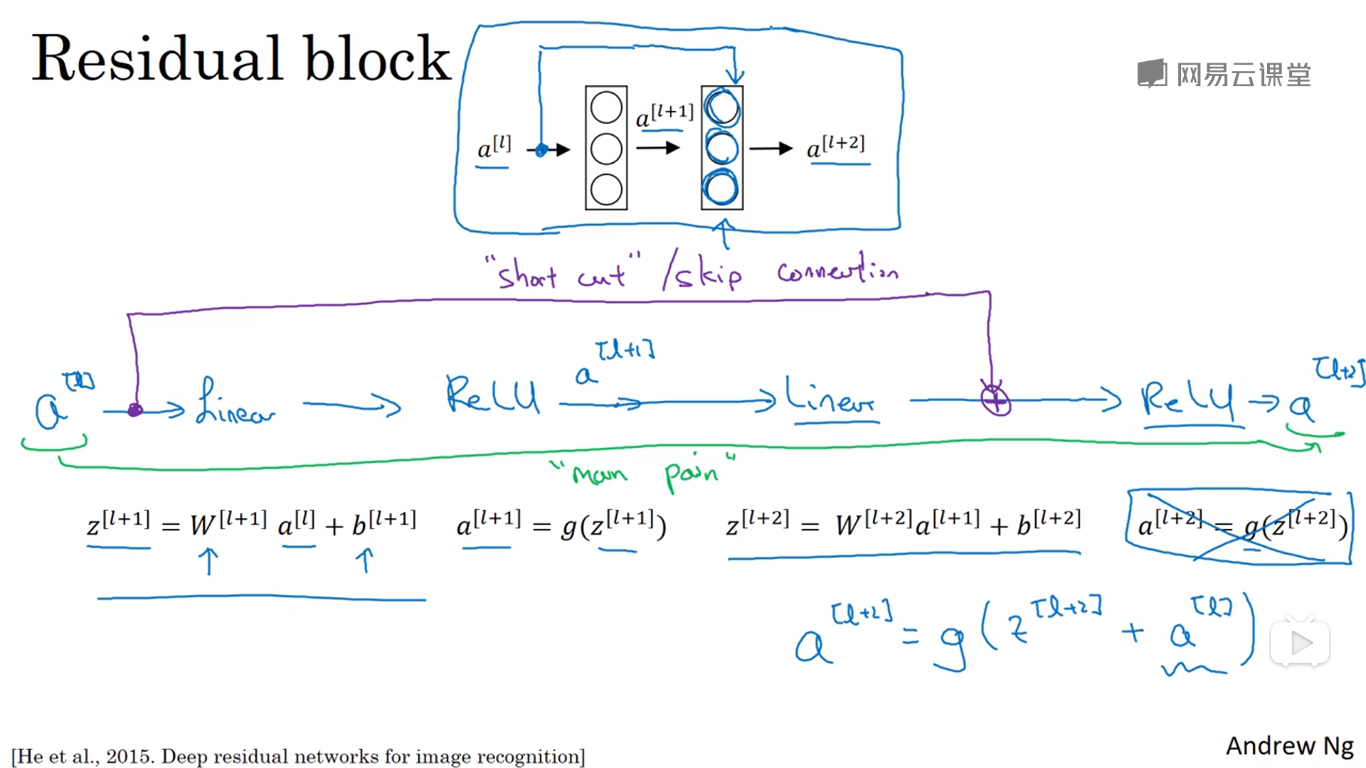 Residual block
网易云课堂
a^[l]
a^[l+1]
a^[l+2]
"short cut" / skip connection
a^[l] → Linear → ReLU a^[l+1] → Linear → ReLU → a^[l+2]
"main pain"
z^[l+1] = W^[l+1] a^[l] + b^[l+1] a^[l+1] = g(z^[l+1]) z^[l+2] = W^[l+2] a^[l+1] + b^[l+2] a^[l+2] = g(z^[l+2])
a^[l+2] = g(z^[l+2] + a^[l])
[He et al., 2015. Deep residual networks for image recognition]
Andrew Ng